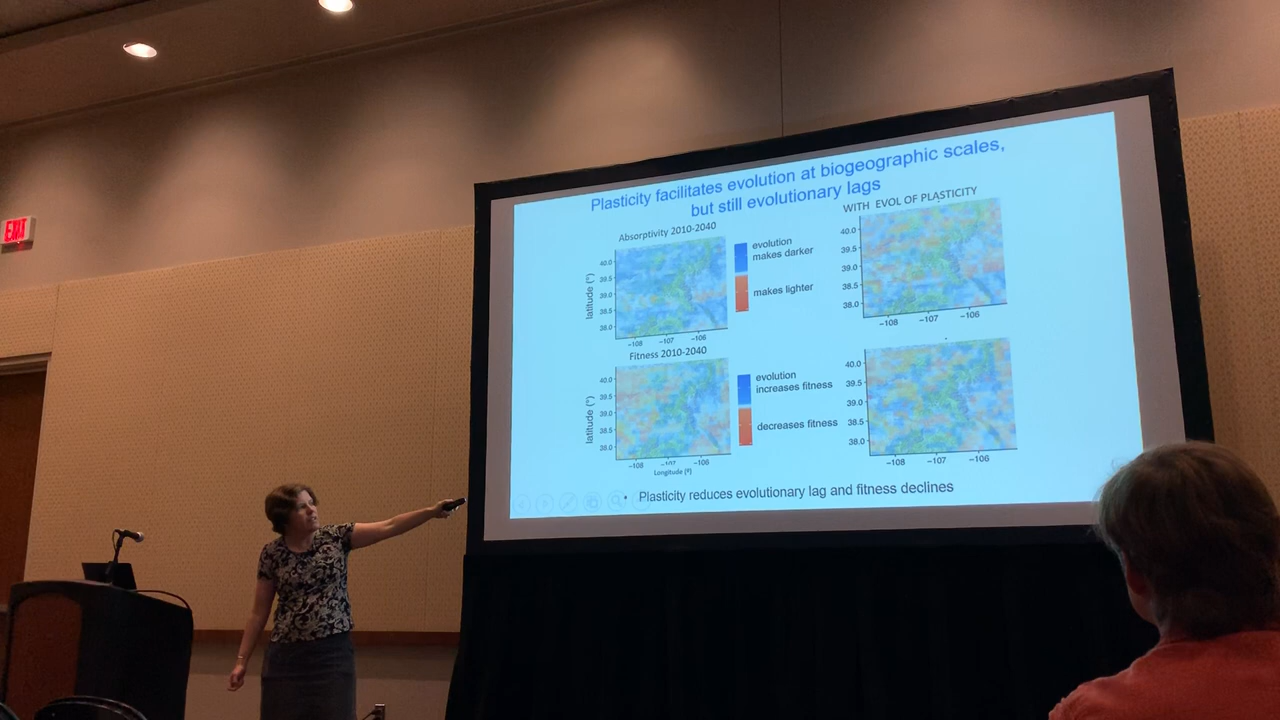 EXIT
Plasticity facilitates evolution at biogeographic scales,
but still evolutionary lags
Absorptivity 2010-2040
latitude (°)
40.0
39.5
39.0
38.5
38.0
-108 -107 -106
evolution
makes darker
makes lighter
WITH EVOL OF PLASTICITY
40.0
39.5
39.0
38.5
38.0
-108 -107 -106
Fitness 2010-2040
latitude (°)
40.0
39.5
39.0
38.5
38.0
-108 -107 -106
Longitude (º)
evolution
increases fitness
decreases fitness
40.0
39.5
39.0
38.5
38.0
-108 -107 -106
• Plasticity reduces evolutionary lag and fitness declines